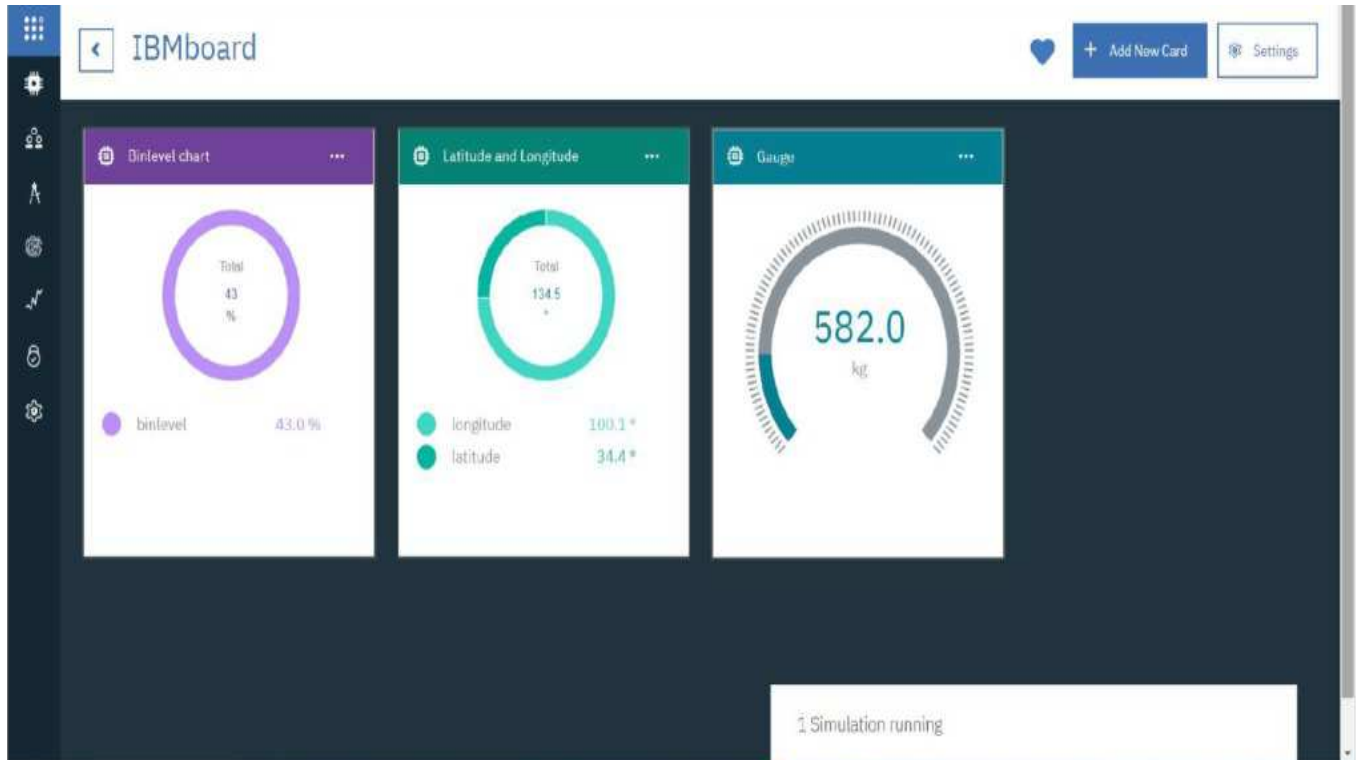 IBMboard
+ Add New Card
Settings
Binlevel chart
Total
43
%
binlevel 43.0 %
Latitude and Longitude
Total
134.5
°
longitude 100.1 °
latitude 34.4 °
Gauge
582.0
kg
1 Simulation running